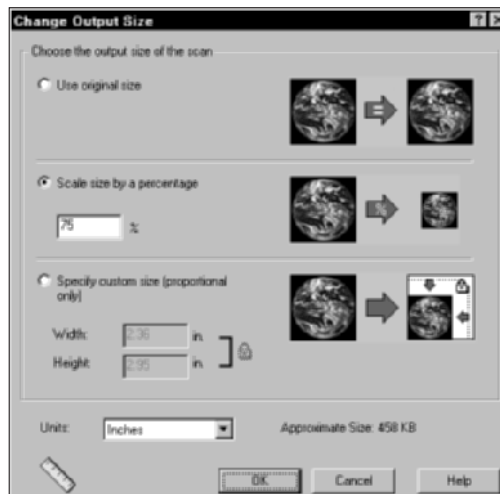 Change Output Size
Choose the output size of the scan
Use original size
Scale size by a percentage
75 %
Specify custom size (proportional
only)
Width: 2.36 in.
Height: 2.95 in.
Units: Inches
Approximate Size: 458 KB
OK Cancel Help